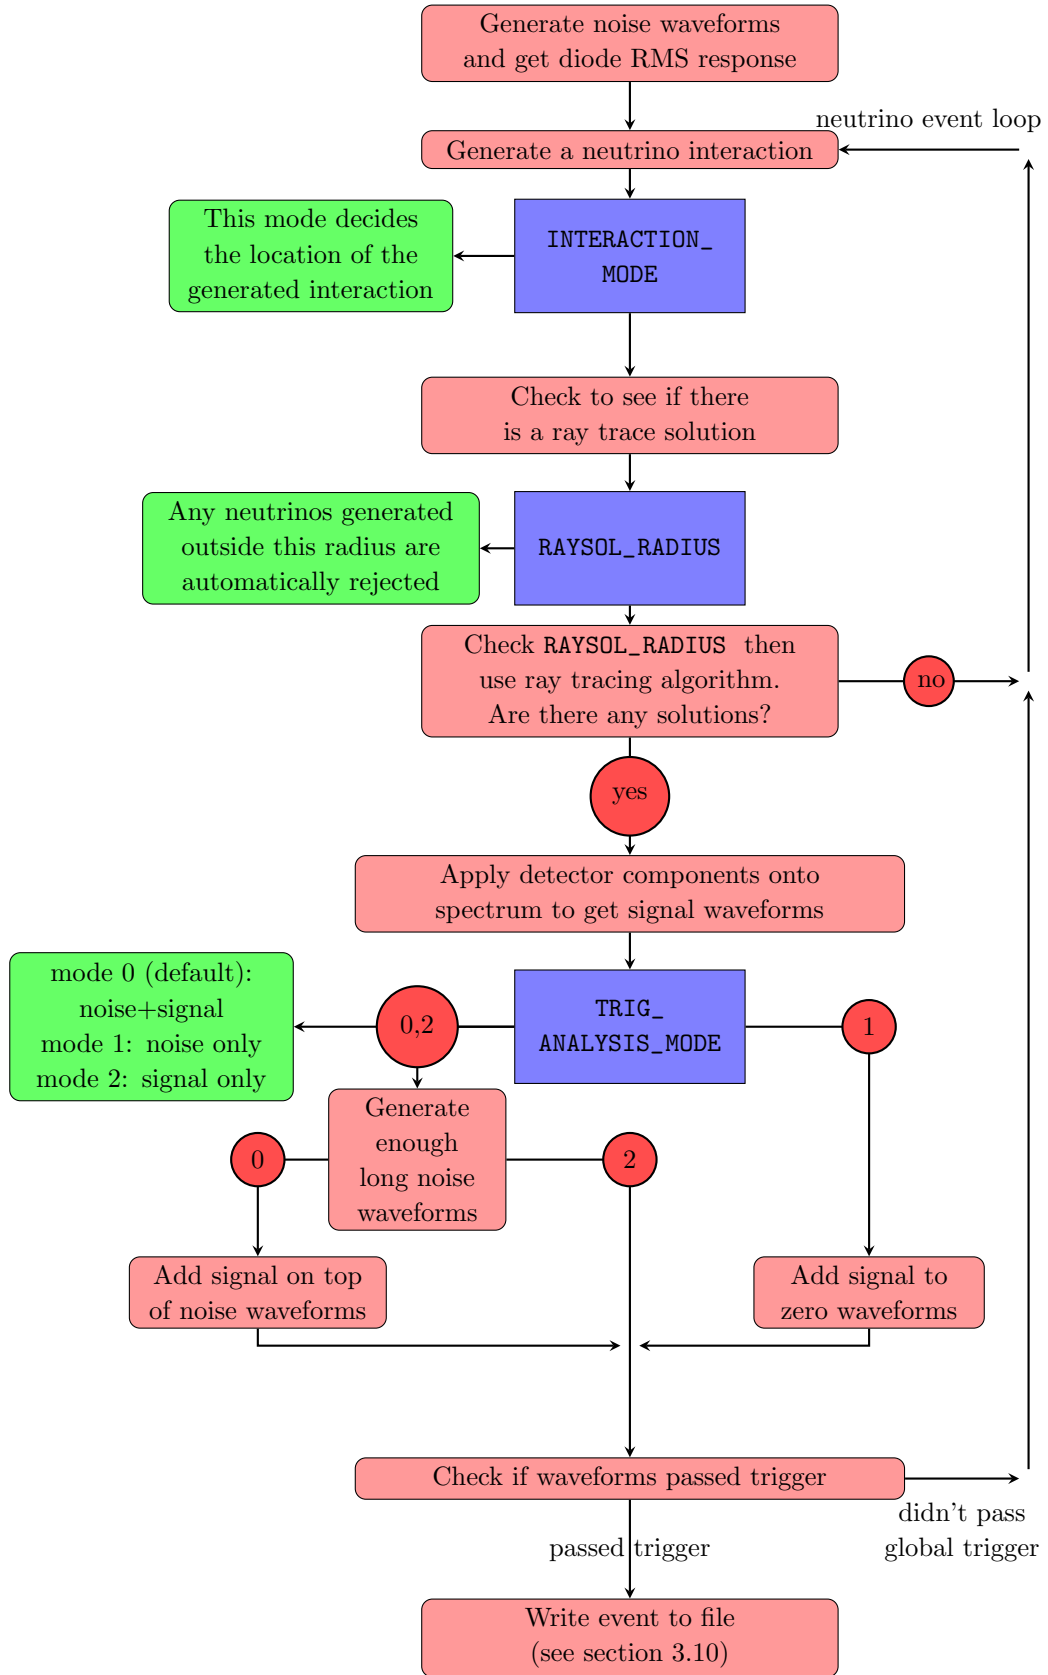 Generate noise waveforms
and get diode RMS response
neutrino event loop
Generate a neutrino interaction
This mode decides
the location of the
generated interaction
INTERACTION_
MODE
Check to see if there
is a ray trace solution
Any neutrinos generated
outside this radius are
automatically rejected
RAYSOL_RADIUS
Check RAYSOL_RADIUS then
use ray tracing algorithm.
Are there any solutions?
no
yes
Apply detector components onto
spectrum to get signal waveforms
mode 0 (default):
noise+signal
mode 1: noise only
mode 2: signal only
0,2
TRIG_
ANALYSIS_MODE
1
Generate
enough
long noise
waveforms
0
2
Add signal on top
of noise waveforms
Add signal to
zero waveforms
Check if waveforms passed trigger
didn't pass
global trigger
passed trigger
Write event to file
(see section 3.10)